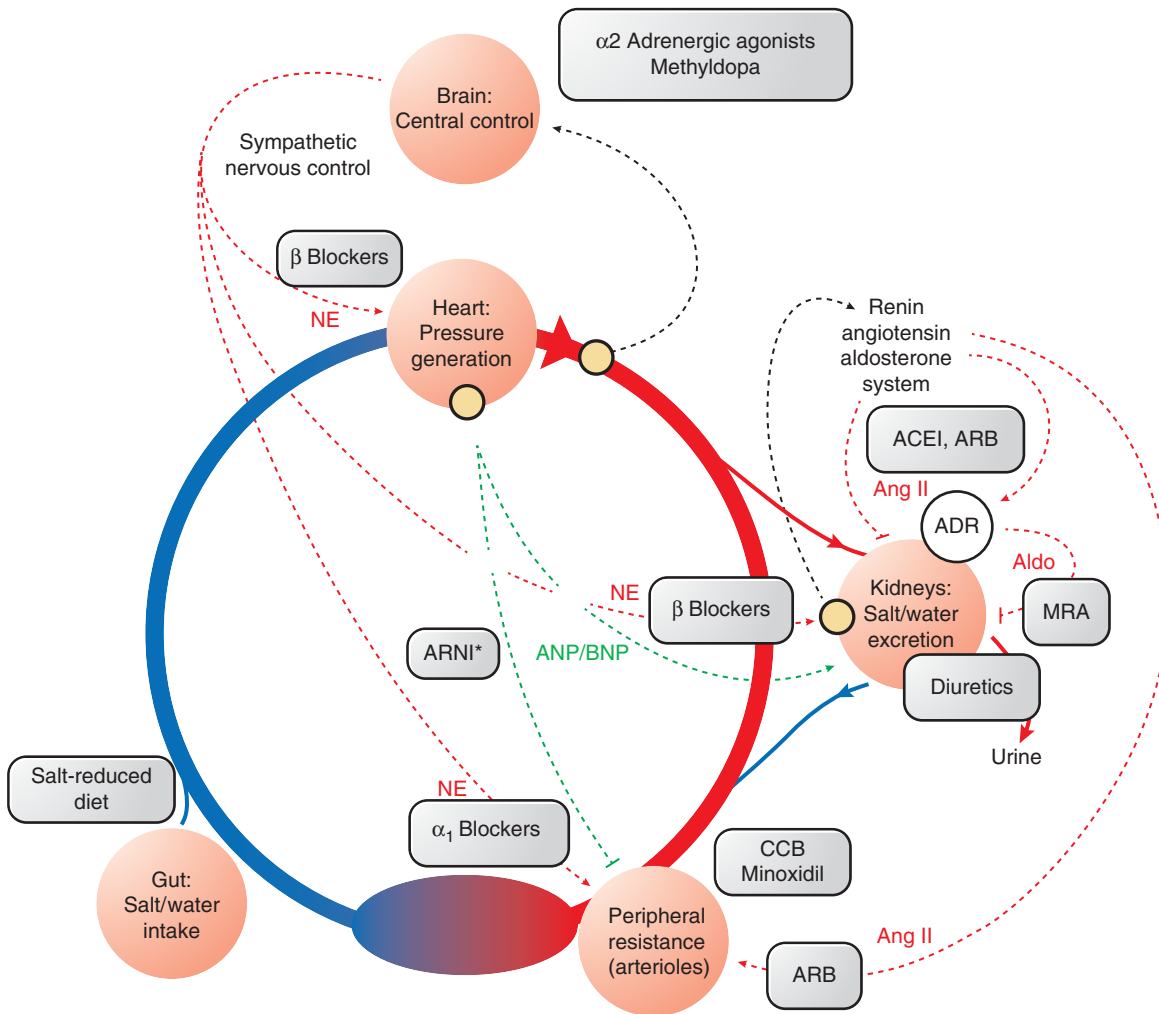 α2 Adrenergic agonists
Methyldopa
Brain:
Central control
Sympathetic
nervous control
β Blockers
NE
Heart:
Pressure
generation
Renin
angiotensin
aldosterone
system
ACEI, ARB
Ang II
ADR
Aldo
MRA
NE
β Blockers
Kidneys:
Salt/water
excretion
ARNI*
ANP/BNP
Diuretics
Urine
Salt-reduced
diet
NE
α1 Blockers
CCB
Minoxidil
Gut:
Salt/water
intake
Peripheral
resistance
(arterioles)
Ang II
ARB